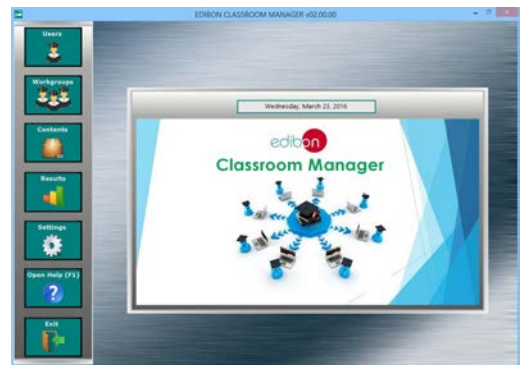 EDIBON CLASSROOM MANAGER v02.00.00
Users
Workgroups
Contents
Results
Settings
Open Help (F1)
Exit
Wednesday, March 23, 2016
edibon
Classroom Manager